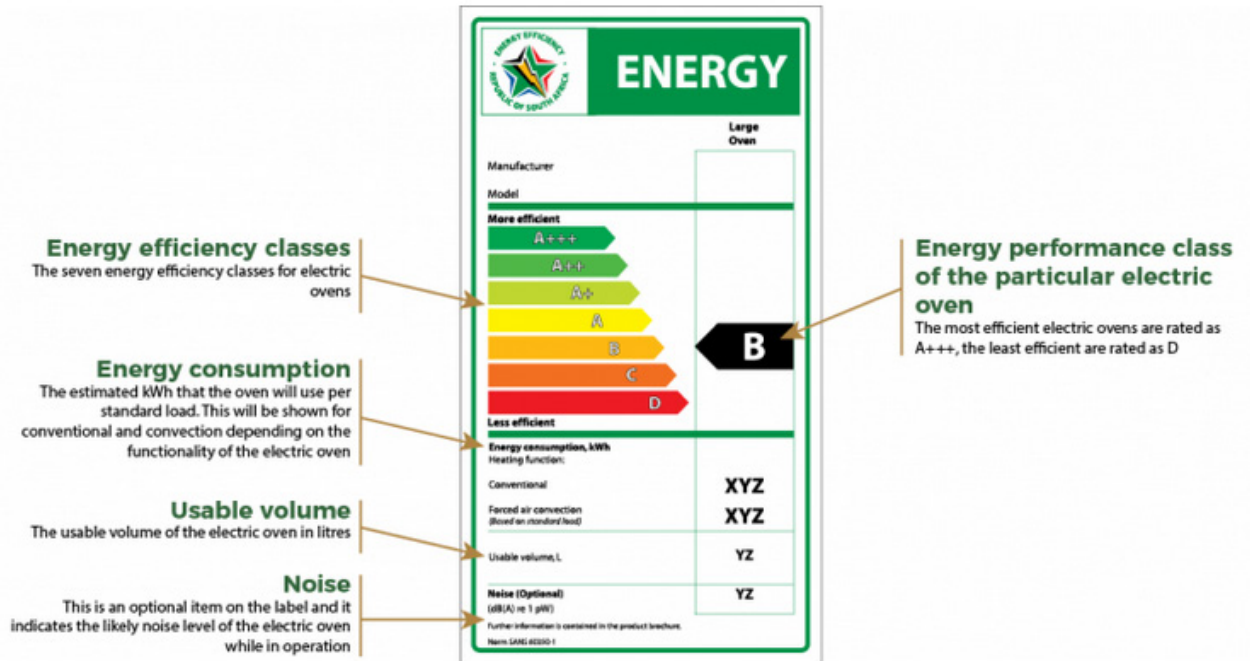 ENERGY EFFICIENCY
REPUBLIC OF SOUTH AFRICA
ENERGY
Large
Oven
Manufacturer
Model
More efficient
A+++
A++
A+
A
B
C
D
B
Less efficient
Energy consumption, kWh
Heating function:
Conventional
XYZ
Forced air convection
(Based on standard load)
XYZ
Usable volume, L
YZ
Noise (Optional)
(dB(A) re 1 pW)
YZ
Further information is contained in the product brochure.
Norm SANS 60350-1
Energy efficiency classes
The seven energy efficiency classes for electric
ovens
Energy consumption
The estimated kWh that the oven will use per
standard load. This will be shown for
conventional and convection depending on the
functionality of the electric oven
Usable volume
The usable volume of the electric oven in litres
Noise
This is an optional item on the label and it
indicates the likely noise level of the electric oven
while in operation
Energy performance class
of the particular electric
oven
The most efficient electric ovens are rated as
A+++, the least efficient are rated as D